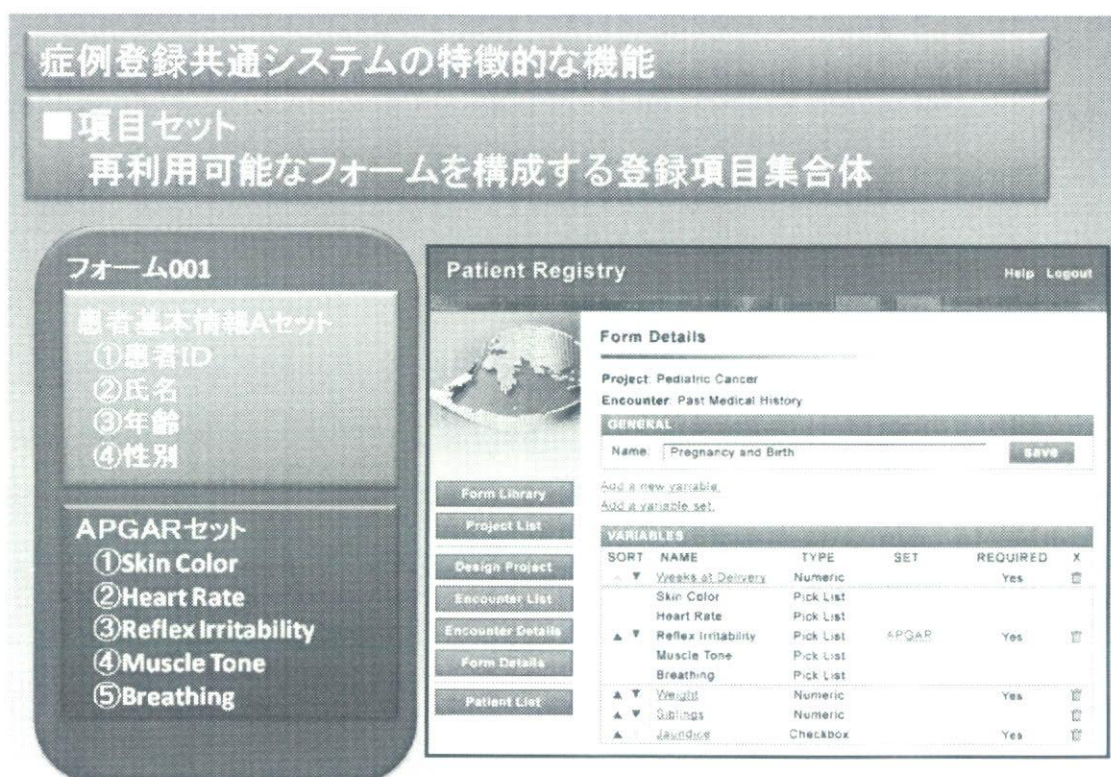 症例登録共通システムの特徴的な機能
■項目セット
再利用可能なフォームを構成する登録項目集合体
フォーム001
患者基本情報Aセット
①患者ID
②氏名
③年齢
④性別
APGARセット
①Skin Color
②Heart Rate
③Reflex Irritability
④Muscle Tone
⑤Breathing
Patient Registry
Help Logout
Form Library
Project List
Design Project
Encounter List
Encounter Details
Form Details
Patient List
Form Details
Project: Pediatric Cancer
Encounter: Past Medical History
GENERAL
Name: Pregnancy and Birth save
Add a new variable.
Add a variable set.
VARIABLES
SORT NAME TYPE SET REQUIRED X
Weeks at Delivery Numeric Yes
Skin Color Pick List
Heart Rate Pick List
Reflex Irritability Pick List APGAR Yes
Muscle Tone Pick List
Breathing Pick List
Weight Numeric Yes
Siblings Numeric
Jaundice Checkbox Yes